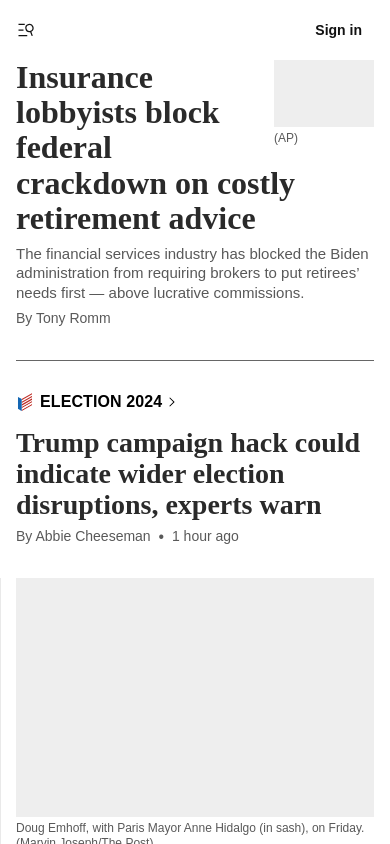 Sign in
Insurance
lobbyists block
federal
crackdown on costly
retirement advice
(AP)
The financial services industry has blocked the Biden
administration from requiring brokers to put retirees’
needs first — above lucrative commissions.
By Tony Romm
ELECTION 2024
Trump campaign hack could
indicate wider election
disruptions, experts warn
By Abbie Cheeseman • 1 hour ago
Doug Emhoff, with Paris Mayor Anne Hidalgo (in sash), on Friday.
(Marvin Joseph/The Post)